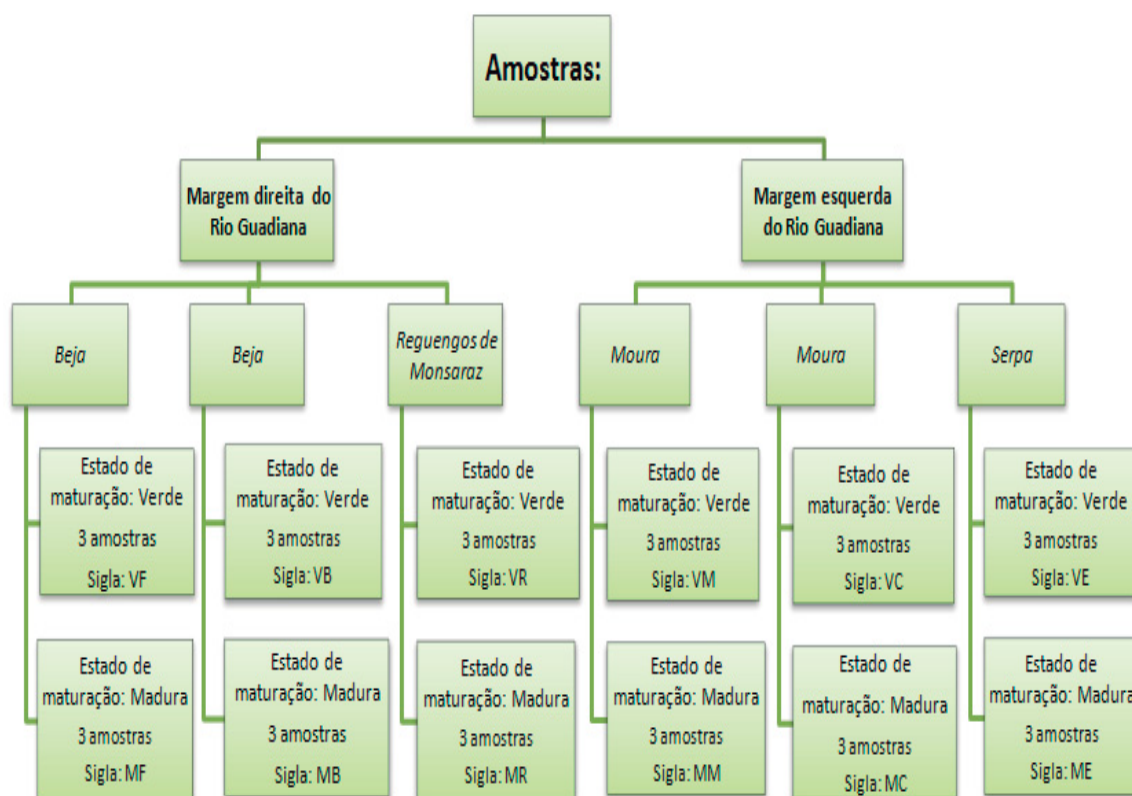 Amostras:
Margem direita do
Rio Guadiana
Margem esquerda
do Rio Guadiana
Beja
Beja
Reguengos de
Monsaraz
Moura
Moura
Serpa
Estado de
maturação: Verde
3 amostras
Sigla: VF
Estado de
maturação: Verde
3 amostras
Sigla: VB
Estado de
maturação: Verde
3 amostras
Sigla: VR
Estado de
maturação: Verde
3 amostras
Sigla: VM
Estado de
maturação: Verde
3 amostras
Sigla: VC
Estado de
maturação: Verde
3 amostras
Sigla: VE
Estado de
maturação: Madura
3 amostras
Sigla: MF
Estado de
maturação: Madura
3 amostras
Sigla: MB
Estado de
maturação: Madura
3 amostras
Sigla: MR
Estado de
maturação: Madura
3 amostras
Sigla: MM
Estado de
maturação: Madura
3 amostras
Sigla: MC
Estado de
maturação: Madura
3 amostras
Sigla: ME